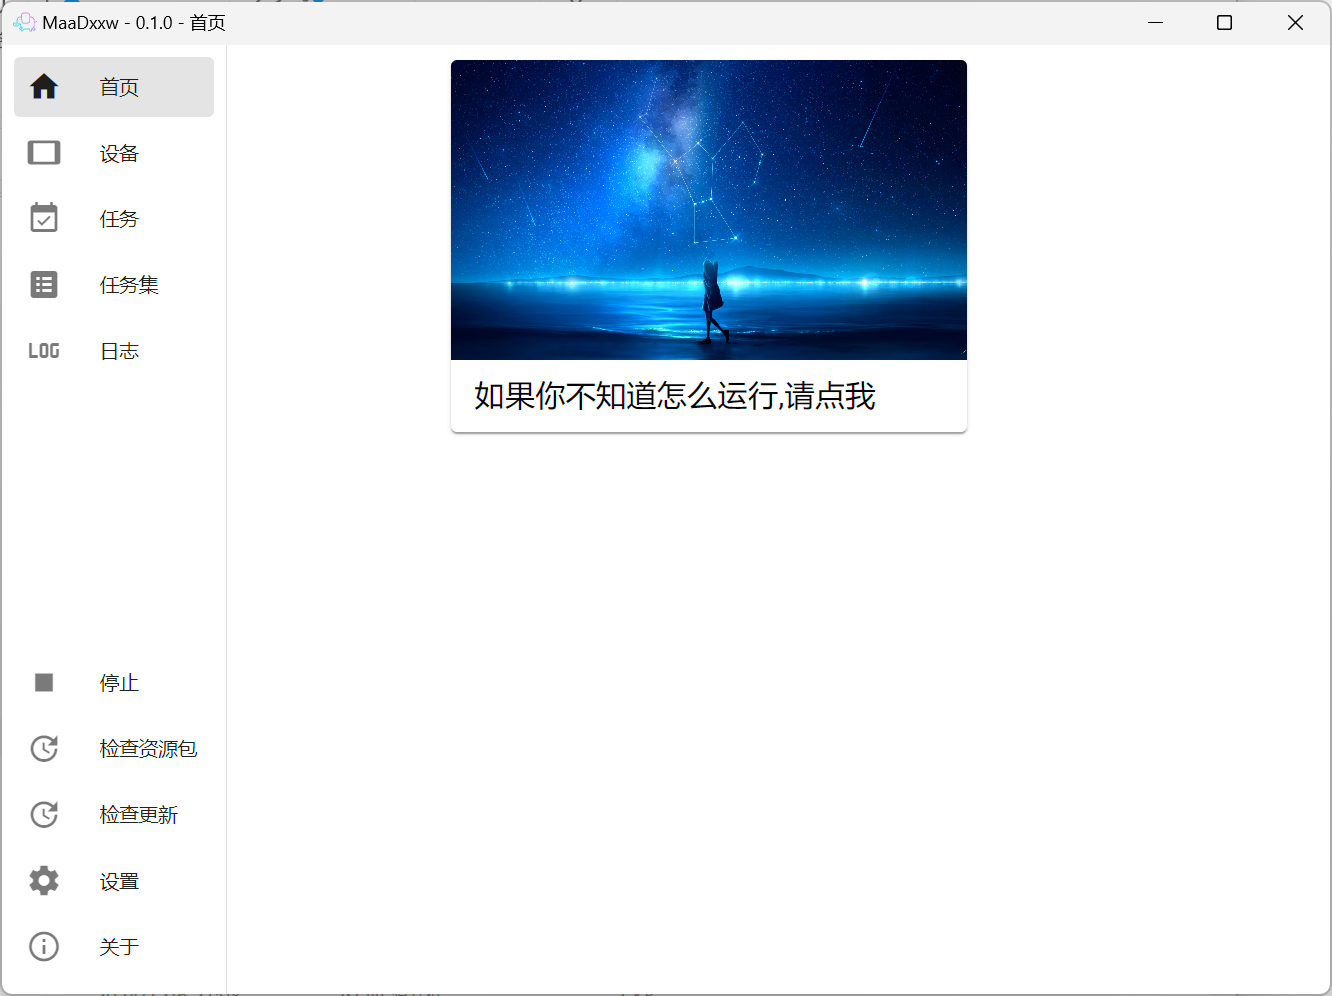 MaaDxxw - 0.1.0 - 首页
首页
设备
任务
任务集
LOG 日志
如果你不知道怎么运行,请点我
停止
检查资源包
检查更新
设置
关于